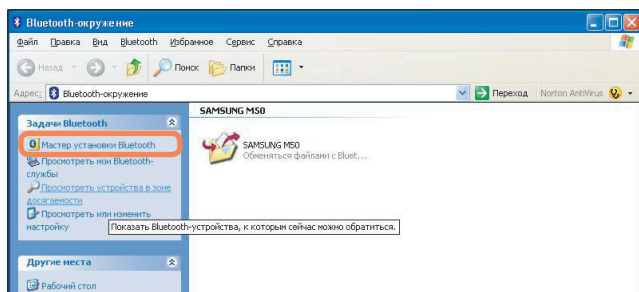 Bluetooth-окружение
Файл Правка Вид Bluetooth Избранное Сервис Справка
Назад Поиск Папки
Адрес: Bluetooth-окружение Переход Norton AntiVirus
SAMSUNG M50
Задачи Bluetooth
Мастер установки Bluetooth
Просмотреть мои Bluetooth-
службы
Просмотреть устройства в зоне
досягаемости
Просмотреть или изменить
настройку
SAMSUNG M50
Обменяться файлами с Bluet...
Показать Bluetooth-устройства, к которым сейчас можно обратиться.
Другие места
Рабочий стол